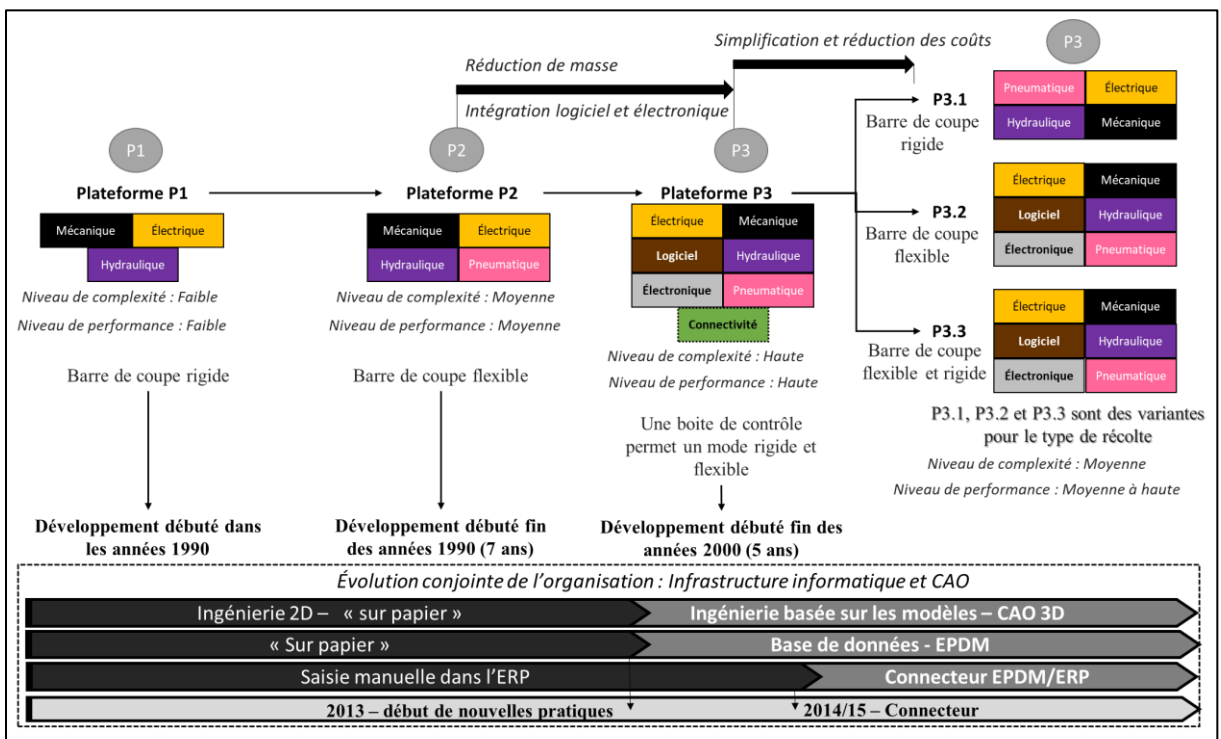 Simplification et réduction des coûts
P3
Réduction de masse
Intégration logiciel et électronique
P1
P2
P3
Plateforme P1
Plateforme P2
Plateforme P3
Mécanique
Électrique
Hydraulique
Niveau de complexité : Faible
Niveau de performance : Faible
Barre de coupe rigide
Développement débuté dans
les années 1990
Mécanique
Électrique
Hydraulique
Pneumatique
Niveau de complexité : Moyenne
Niveau de performance : Moyenne
Barre de coupe flexible
Développement débuté fin
des années 1990 (7 ans)
Électrique
Mécanique
Logiciel
Hydraulique
Électronique
Pneumatique
Connectivité
Niveau de complexité : Haute
Niveau de performance : Haute
Une boite de contrôle
permet un mode rigide et
flexible
Développement débuté fin des
années 2000 (5 ans)
P3.1
Barre de coupe
rigide
Pneumatique
Électrique
Hydraulique
Mécanique
P3.2
Barre de coupe
flexible
Électrique
Mécanique
Logiciel
Hydraulique
Électronique
Pneumatique
P3.3
Barre de coupe
flexible et rigide
Électrique
Mécanique
Logiciel
Hydraulique
Électronique
Pneumatique
P3.1, P3.2 et P3.3 sont des variantes
pour le type de récolte
Niveau de complexité : Moyenne
Niveau de performance : Moyenne à haute
Évolution conjointe de l'organisation : Infrastructure informatique et CAO
Ingénierie 2D – « sur papier »
Ingénierie basée sur les modèles – CAO 3D
« Sur papier »
Base de données - EPDM
Saisie manuelle dans l'ERP
Connecteur EPDM/ERP
2013 – début de nouvelles pratiques
2014/15 – Connecteur